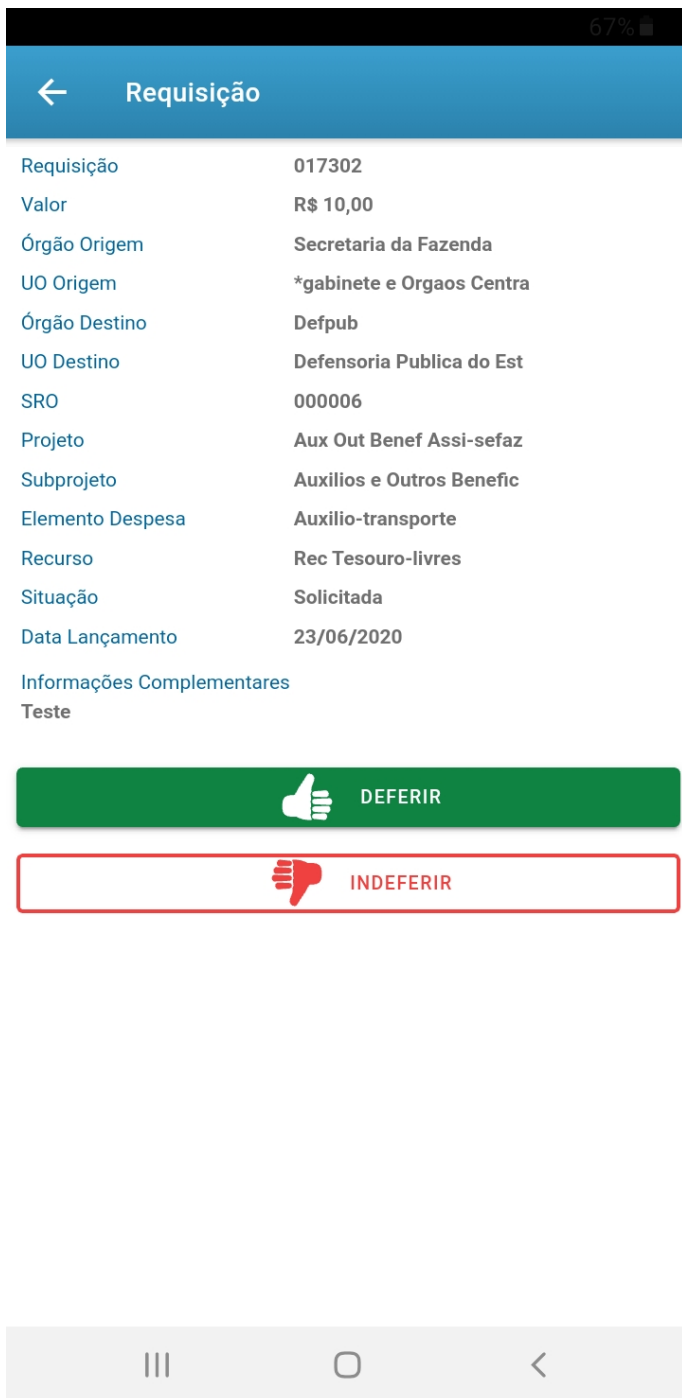 67%
Requisição
Requisição 017302
Valor R$ 10,00
Órgão Origem Secretaria da Fazenda
UO Origem *gabinete e Orgaos Centra
Órgão Destino Defpub
UO Destino Defensoria Publica do Est
SRO 000006
Projeto Aux Out Benef Assi-sefaz
Subprojeto Auxilios e Outros Benefic
Elemento Despesa Auxilio-transporte
Recurso Rec Tesouro-livres
Situação Solicitada
Data Lançamento 23/06/2020
Informações Complementares
Teste
DEFERIR
INDEFERIR